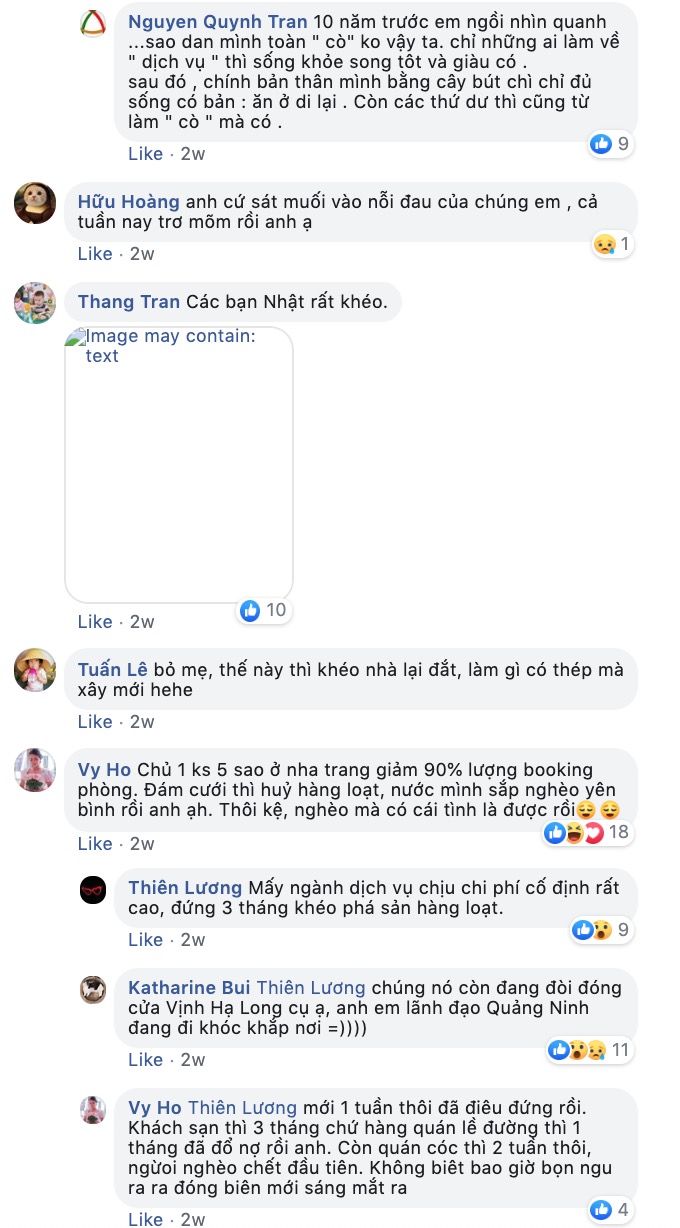 Nguyen Quynh Tran 10 năm trước em ngồi nhìn quanh
...sao dan mình toàn " cò" ko vậy ta. chỉ những ai làm về
" dịch vụ " thì sống khỏe song tôt và giàu có .
sau đó , chính bản thân mình bằng cây bút chì chỉ đủ
sống có bản : ăn ở di lại . Còn các thứ dư thì cũng từ
làm " cò " mà có .
9
Like · 2w
Hữu Hoàng anh cứ sát muối vào nỗi đau của chúng em , cả
tuần nay trơ mõm rồi anh ạ
1
Like · 2w
Thang Tran Các bạn Nhật rất khéo.
Image may contain:
text
10
Like · 2w
Tuấn Lê bỏ mẹ, thế này thì khéo nhà lại đắt, làm gì có thép mà
xây mới hehe
Like · 2w
Vy Ho Chủ 1 ks 5 sao ở nha trang giảm 90% lượng booking
phòng. Đám cưới thì huỷ hàng loạt, nước mình sắp nghèo yên
bình rồi anh ạh. Thôi kệ, nghèo mà có cái tình là được rồi😌😌
18
Like · 2w
Thiên Lương Mấy ngành dịch vụ chịu chi phí cố định rất
cao, đứng 3 tháng khéo phá sản hàng loạt.
9
Like · 2w
Katharine Bui Thiên Lương chúng nó còn đang đòi đóng
cửa Vịnh Hạ Long cụ ạ, anh em lãnh đạo Quảng Ninh
đang đi khóc khắp nơi =))))
11
Like · 2w
Vy Ho Thiên Lương mới 1 tuần thôi đã điêu đứng rồi.
Khách sạn thì 3 tháng chứ hàng quán lề đường thì 1
tháng đã đổ nợ rồi anh. Còn quán cóc thì 2 tuần thôi,
ngừoi nghèo chết đầu tiên. Không biêt bao giờ bọn ngu
ra ra đóng biên mới sáng mắt ra
4
Like · 2w